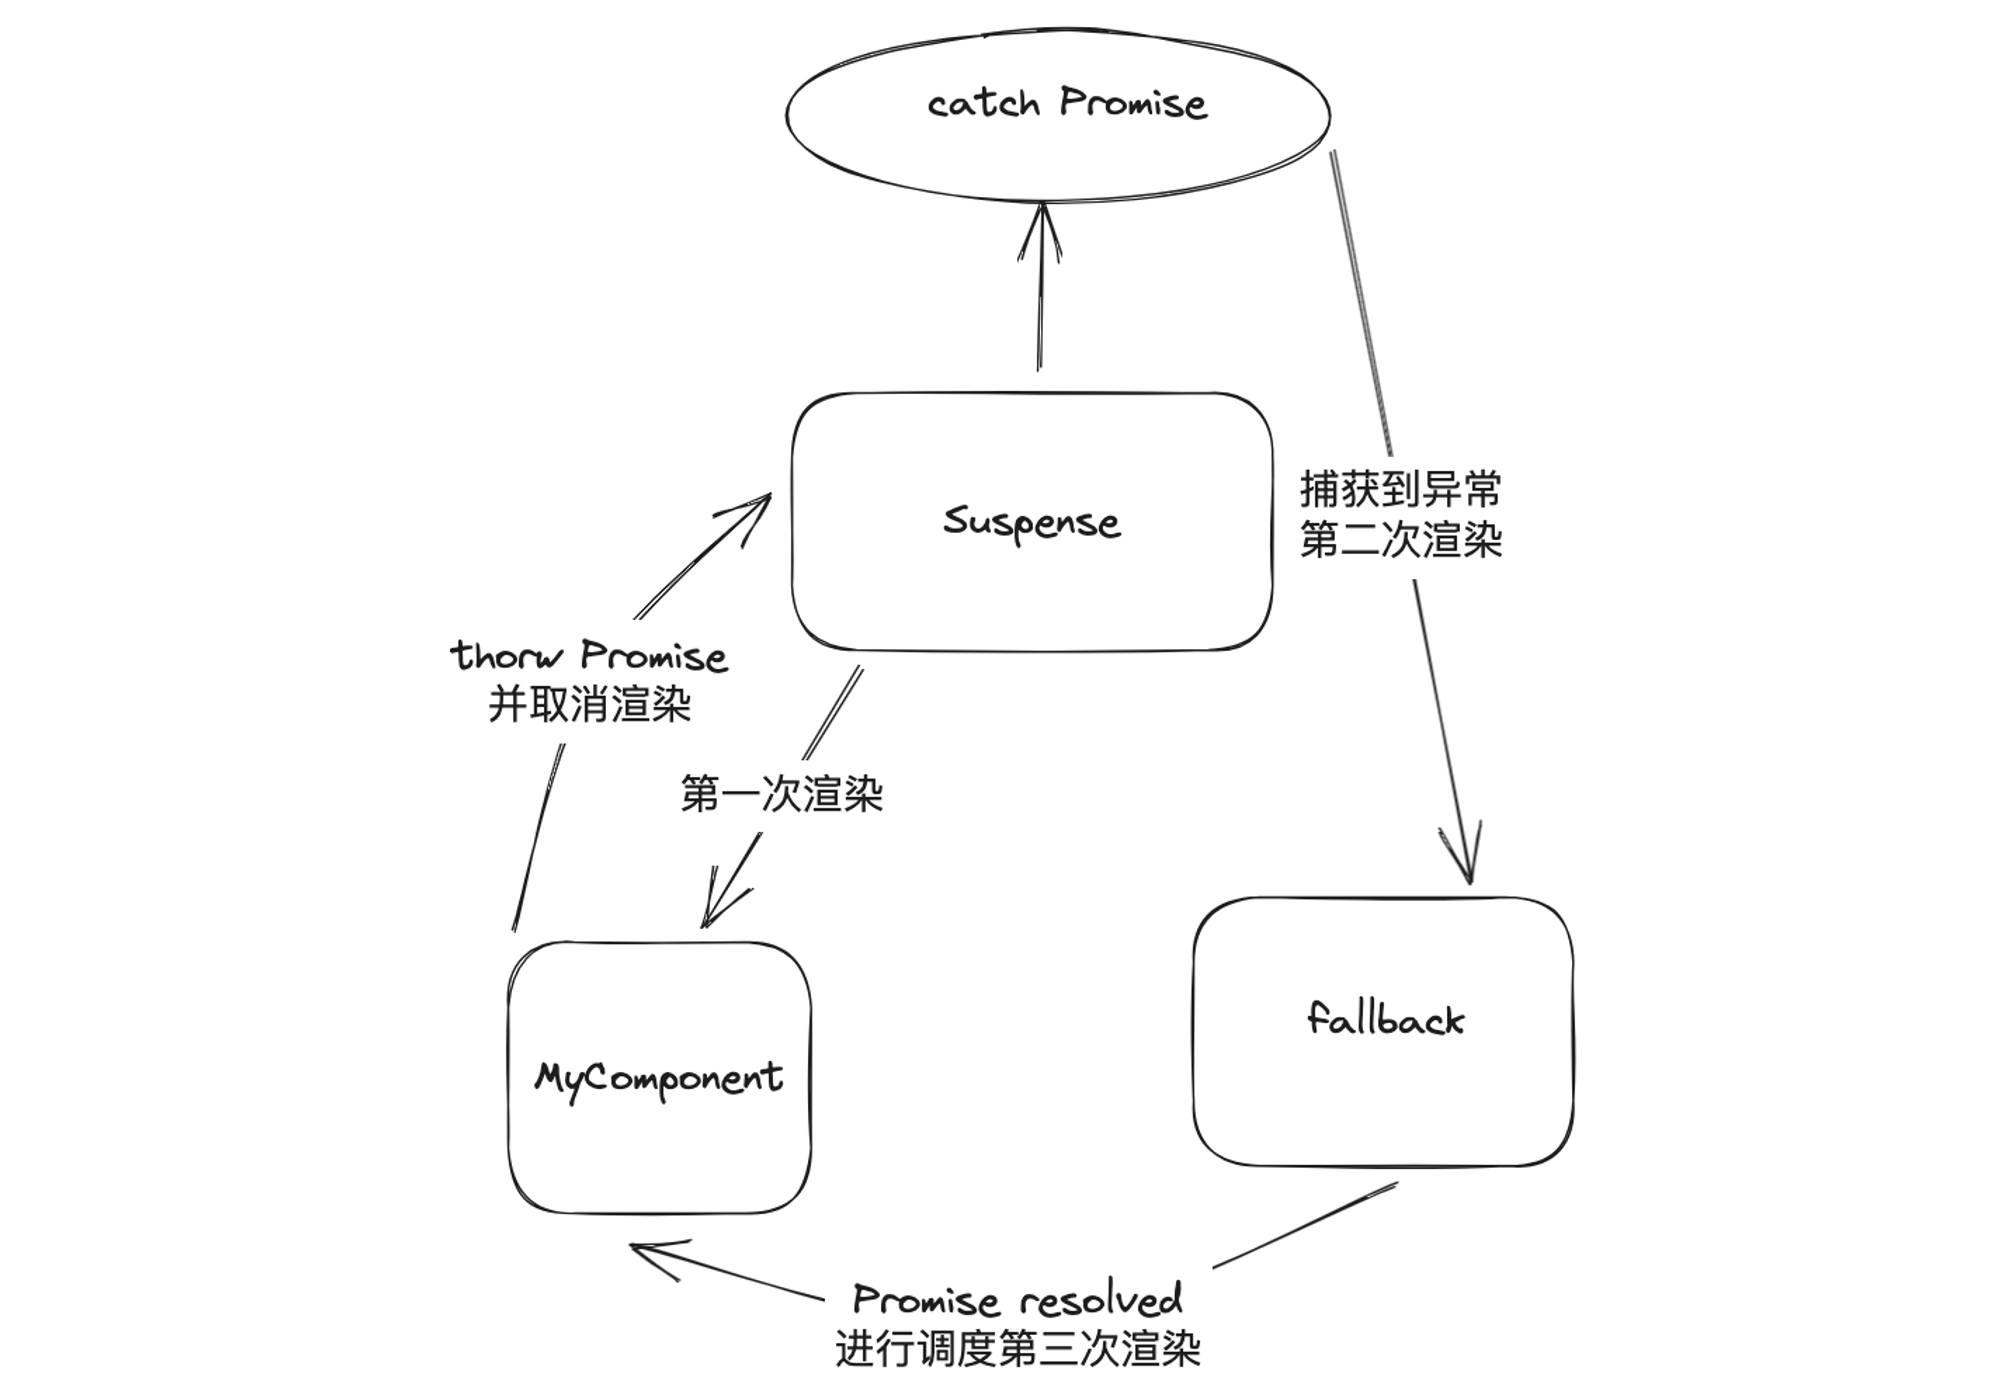 catch Promise
捕获到异常
第二次渲染
Suspense
thorw Promise
并取消渲染
第一次渲染
fallback
MyComponent
Promise resolved
进行调度第三次渲染